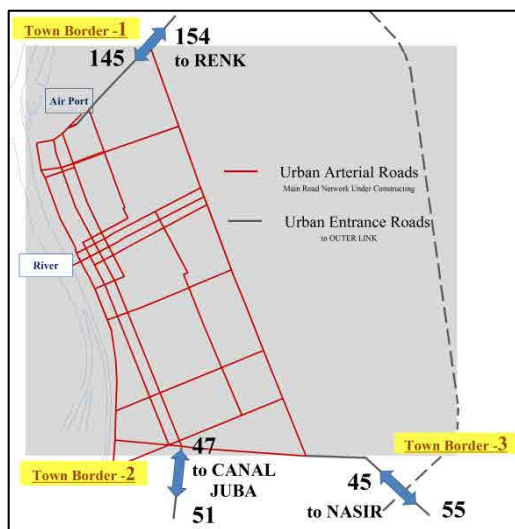 Town Border -1
154
145
to RENK
Air Port
Urban Arterial Roads
Main Road Network Under Constructing
Urban Entrance Roads
to OUTER LINK
River
Town Border -3
47
Town Border -2
to CANAL
JUBA
45
51
to NASIR
55